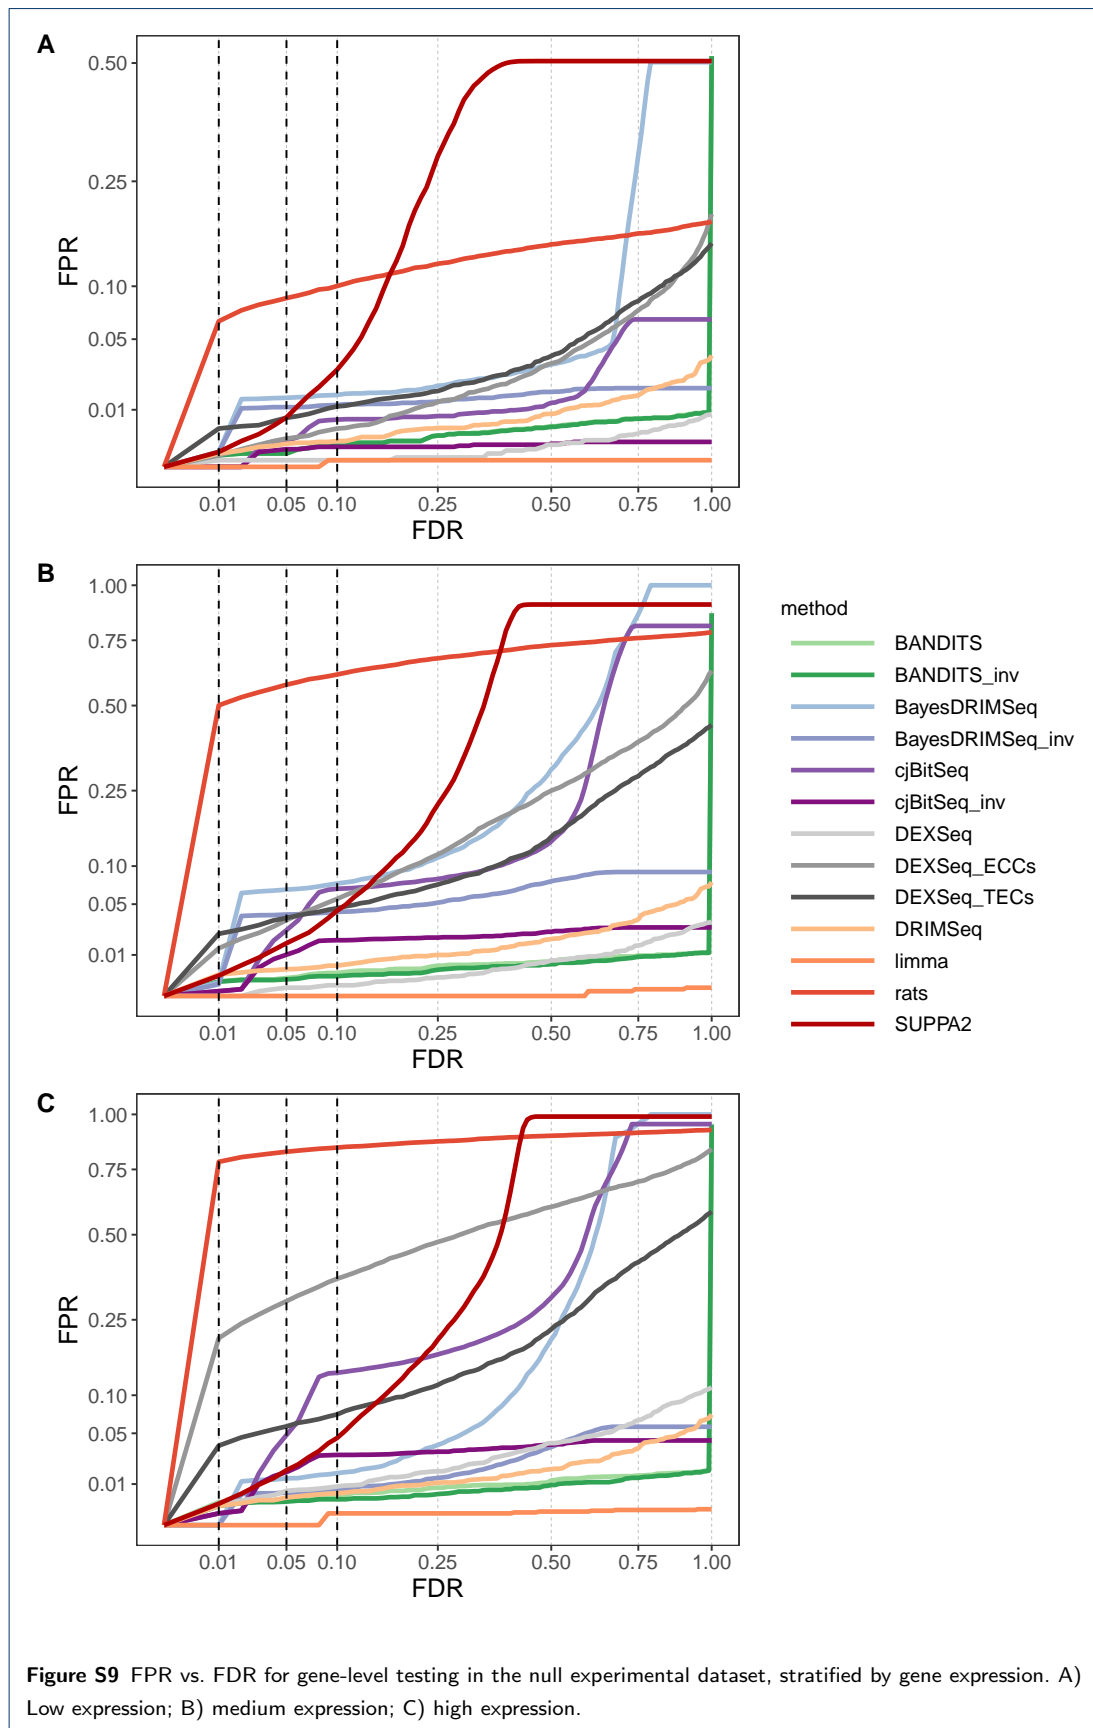 A
0.50
0.25
0.10
0.05
0.01
FPR
0.01 0.05 0.10 0.25 0.50 0.75 1.00
FDR
B
1.00
0.75
0.50
0.25
0.10
0.05
0.01
FPR
0.01 0.05 0.10 0.25 0.50 0.75 1.00
FDR
method
BANDITS
BANDITS_inv
BayesDRIMSeq
BayesDRIMSeq_inv
cjBitSeq
cjBitSeq_inv
DEXSeq
DEXSeq_ECCs
DEXSeq_TECs
DRIMSeq
limma
rats
SUPPA2
C
1.00
0.75
0.50
0.25
0.10
0.05
0.01
FPR
0.01 0.05 0.10 0.25 0.50 0.75 1.00
FDR
Figure S9 FPR vs. FDR for gene-level testing in the null experimental dataset, stratified by gene expression. A)
Low expression; B) medium expression; C) high expression.